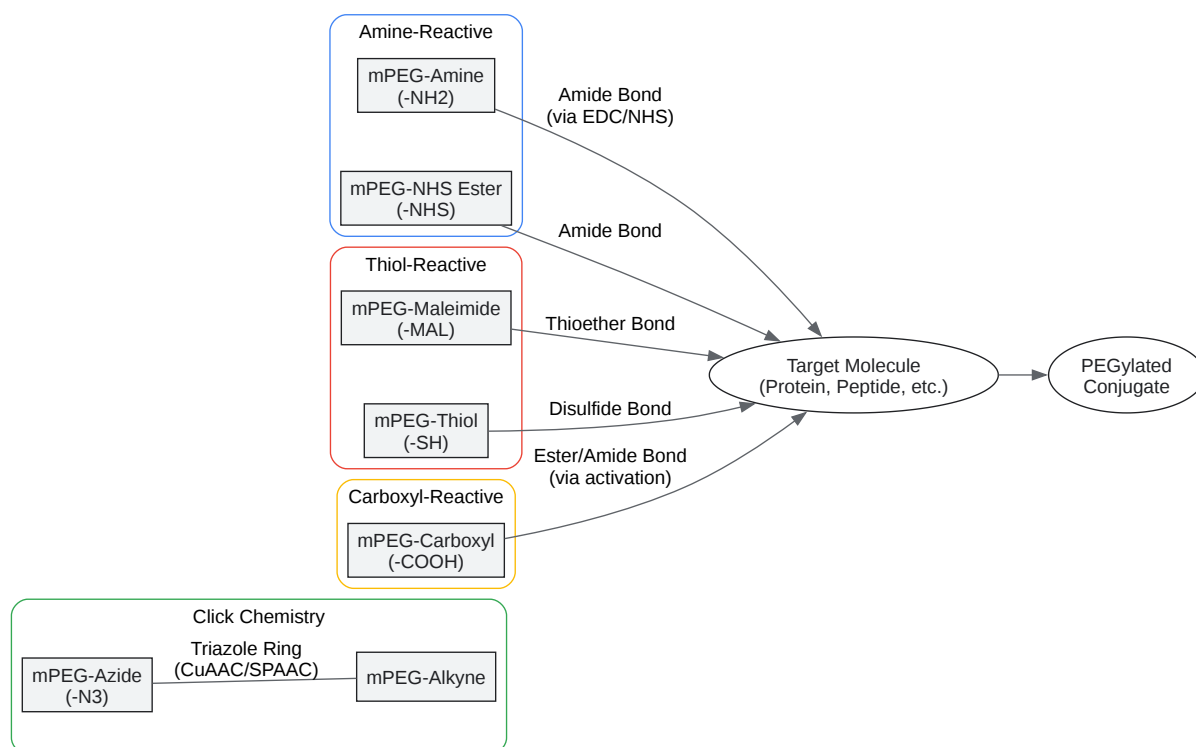 Amine-Reactive
mPEG-Amine
(-NH2)
Amide Bond
(via EDC/NHS)
mPEG-NHS Ester
(-NHS)
Amide Bond
Thiol-Reactive
mPEG-Maleimide
(-MAL)
Thioether Bond
mPEG-Thiol
(-SH)
Disulfide Bond
Target Molecule
(Protein, Peptide, etc.)
PEGylated
Conjugate
Ester/Amide Bond
(via activation)
Carboxyl-Reactive
mPEG-Carboxyl
(-COOH)
Click Chemistry
mPEG-Azide
(-N3)
Triazole Ring
(CuAAC/SPAAC)
mPEG-Alkyne